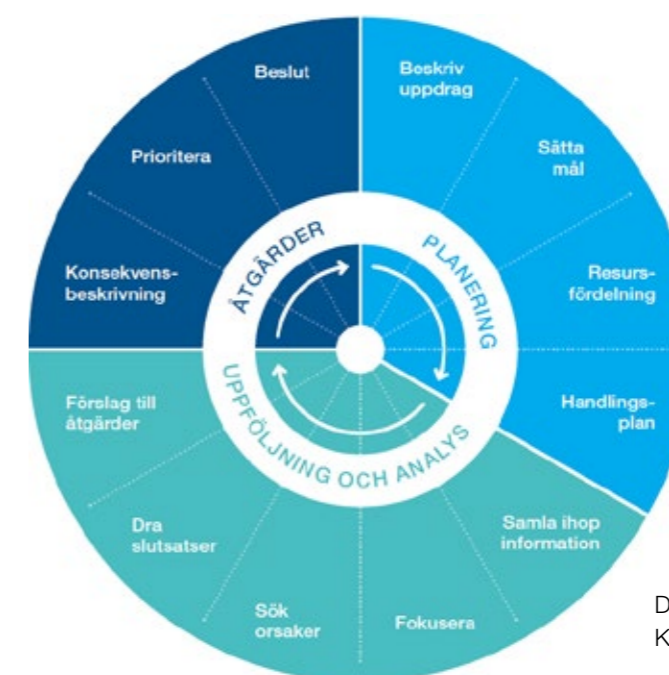 Beslut
Beskriv
uppdrag
Prioritera
Sätta
mål
ÅTGÄRDER
PLANERING
Konsekvens-
beskrivning
Resurs-
fördelning
Förslag till
åtgärder
Handlings-
plan
UPPFÖLJNING OCH ANALYS
Dra
slutsatser
Samla ihop
information
Sök
orsaker
Fokusera
D
K